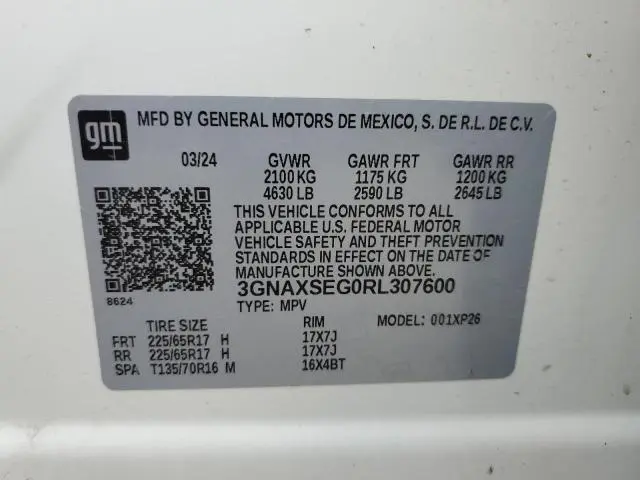 gm
MFD BY GENERAL MOTORS DE MEXICO, S. DE R.L. DE C.V.
03/24 GVWR GAWR FRT GAWR RR
2100 KG 1175 KG 1200 KG
4630 LB 2590 LB 2645 LB
THIS VEHICLE CONFORMS TO ALL
APPLICABLE U.S. FEDERAL MOTOR
VEHICLE SAFETY AND THEFT PREVENTION
STANDARDS IN EFFECT ON THE DATE OF
MANUFACTURE SHOWN ABOVE.
3GNAXSEG0RL307600
8624
TYPE: MPV
TIRE SIZE RIM MODEL: 001XP26
FRT 225/65R17 H 17X7J
RR 225/65R17 H 17X7J
SPA T135/70R16 M 16X4BT